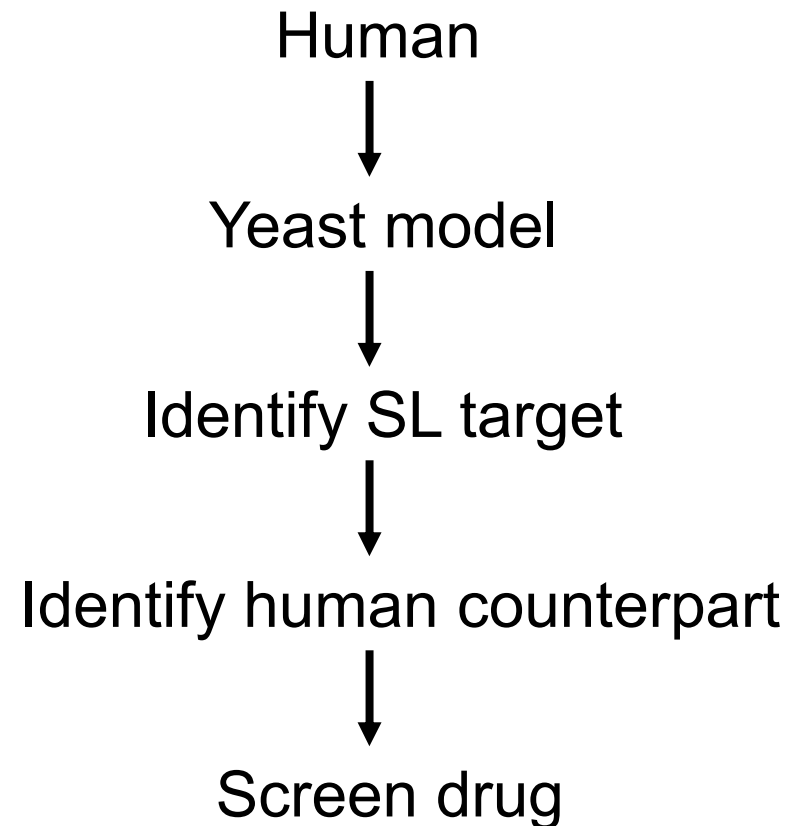 Human
Yeast model
Identify SL target
Identify human counterpart
Screen drug